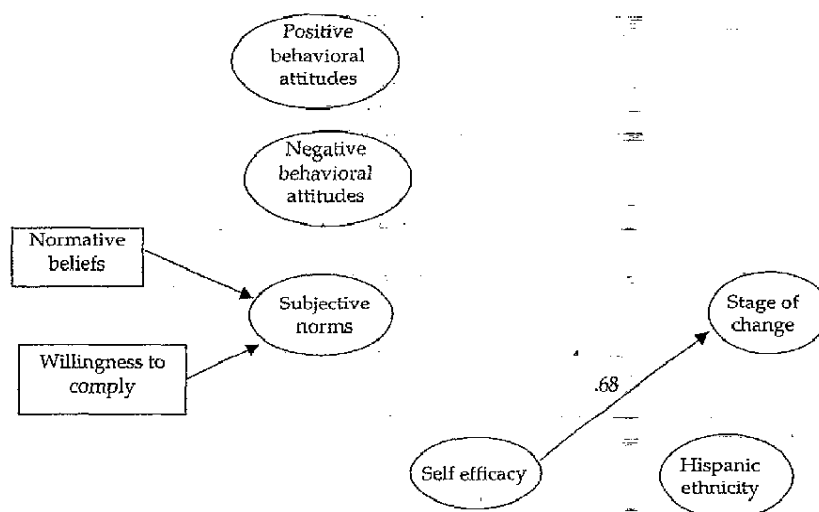 Positive
behavioral
attitudes
Negative
behavioral
attitudes
Normative
beliefs
Subjective
norms
Stage of
change
Willingness to
comply
.68
Self efficacy
Hispanic
ethnicity